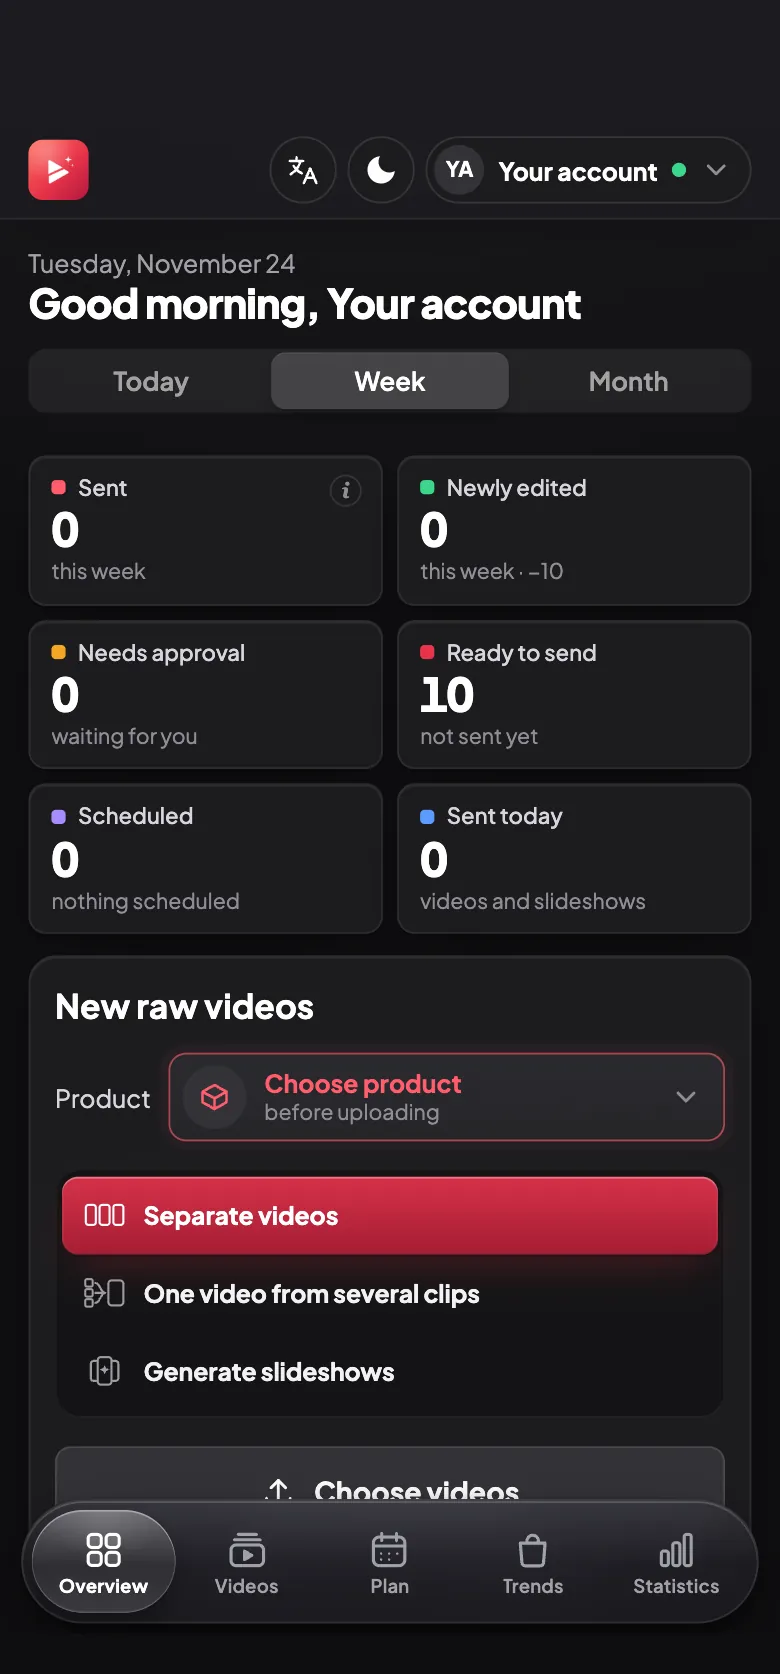 YA Your account
Tuesday, November 24
Good morning, Your account
Today Week Month
Sent
0
this week
Newly edited
0
this week · –10
Needs approval
0
waiting for you
Ready to send
10
not sent yet
Scheduled
0
nothing scheduled
Sent today
0
videos and slideshows
New raw videos
Product
Choose product
before uploading
Separate videos
One video from several clips
Generate slideshows
Choose videos
Overview Videos Plan Trends Statistics